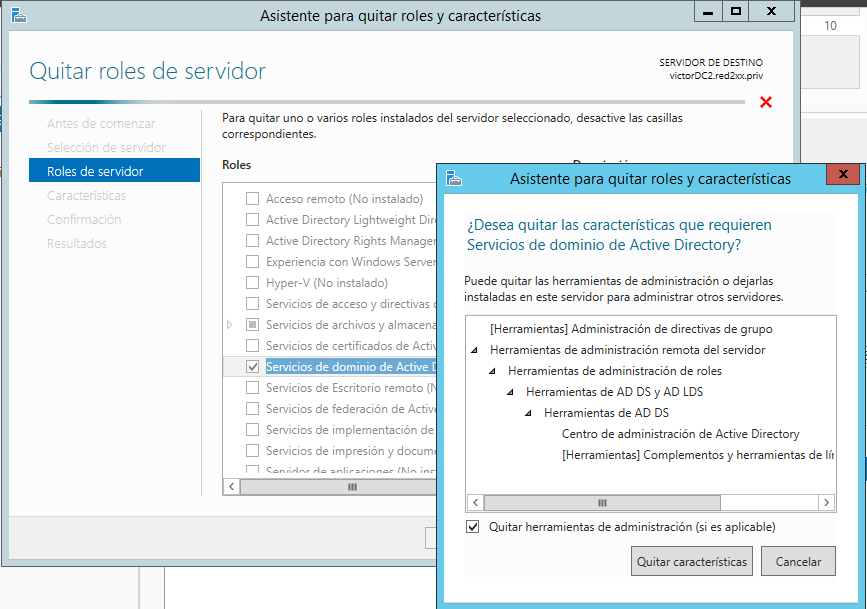 Asistente para quitar roles y características
10
Quitar roles de servidor
SERVIDOR DE DESTINO
victorDC2.red2xx.priv
Antes de comenzar
Selección de servidor
Roles de servidor
Características
Confirmación
Resultados
Para quitar uno o varios roles instalados del servidor seleccionado, desactive las casillas
correspondientes.
Roles
Acceso remoto (No instalado)
Active Directory Lightweight
Active Directory Rights
Experiencia con Windows Server
Hyper-V (No instalado)
Servicios de acceso y directivas
Servicios de archivos y
Servicios de certificados de
Servicios de dominio de Active
Servicios de Escritorio remoto
Servicios de federación de
Servicios de implementación de
Servicios de impresión y
Servidor de aplicaciones (No
Asistente para quitar roles y características
¿Desea quitar las características que requieren
Servicios de dominio de Active Directory?
Puede quitar las herramientas de administración o dejarlas
instaladas en este servidor para administrar otros servidores.
[Herramientas] Administración de directivas de grupo
Herramientas de administración remota del servidor
Herramientas de administración de roles
Herramientas de AD DS y AD LDS
Herramientas de AD DS
Centro de administración de Active Directory
[Herramientas] Complementos y herramientas de
Quitar herramientas de administración (si es aplicable)
Quitar características
Cancelar